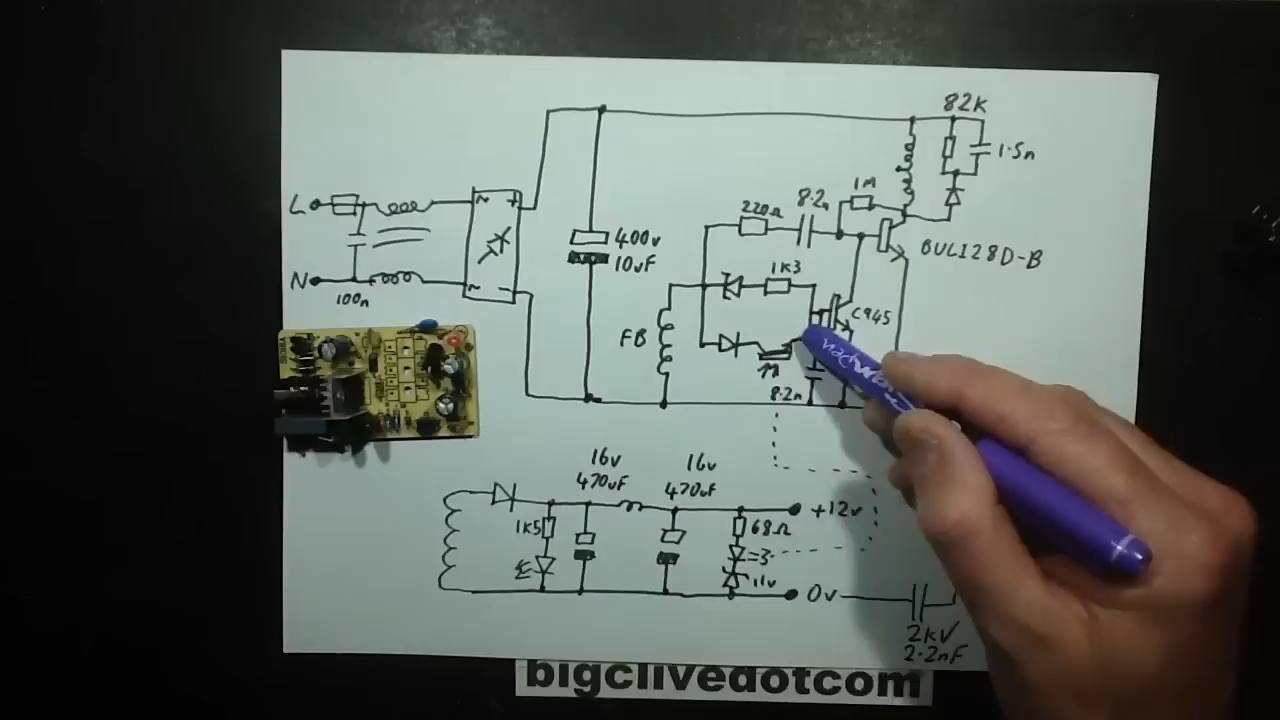 82K
1.5n
1M
8.2n
220Ω
L
400v
10uF
BUL128D-B
1K3
N
100n
C945
FB
8.2n
16v
470uF
16v
470uF
+12v
1K5
68Ω
11v
0v
2kV
2.2nF
bigclivedotcom